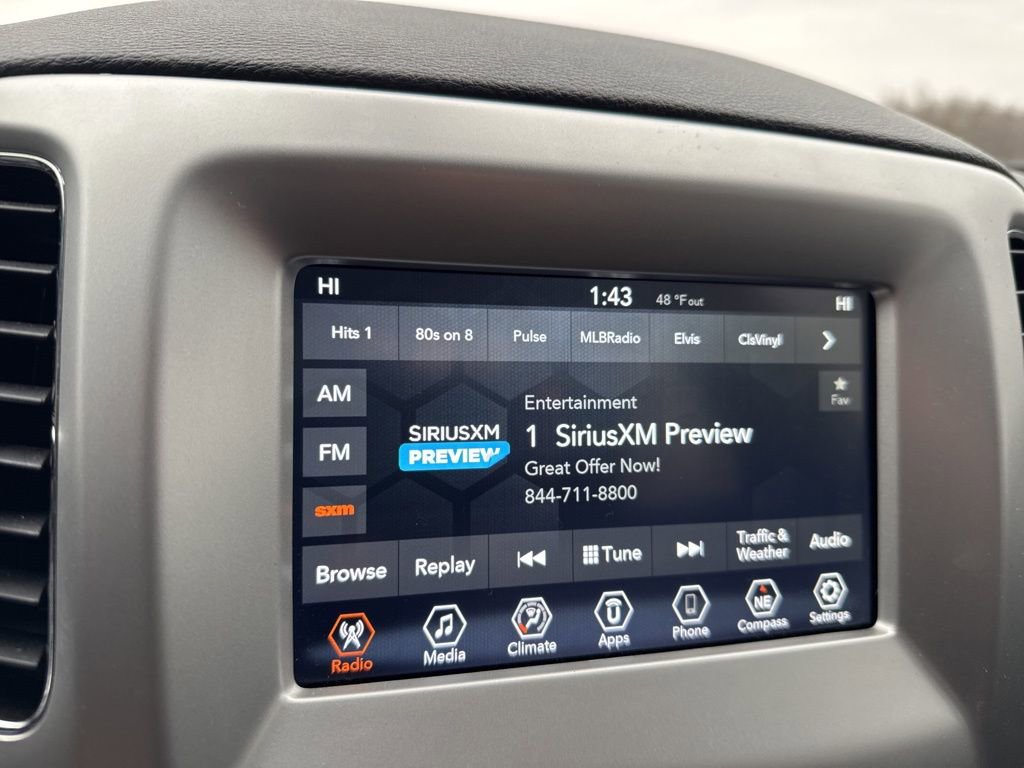 HI 1:43 48 °F out HI
Hits 1 80s on 8 Pulse MLBRadio Elvis ClsVinyl
AM
Fav
Entertainment
SIRIUSXM
PREVIEW
1 SiriusXM Preview
FM
Great Offer Now!
844-711-8800
sxm
Browse Replay Tune Traffic & Weather Audio
NE
Radio Media Climate Apps Phone Compass Settings